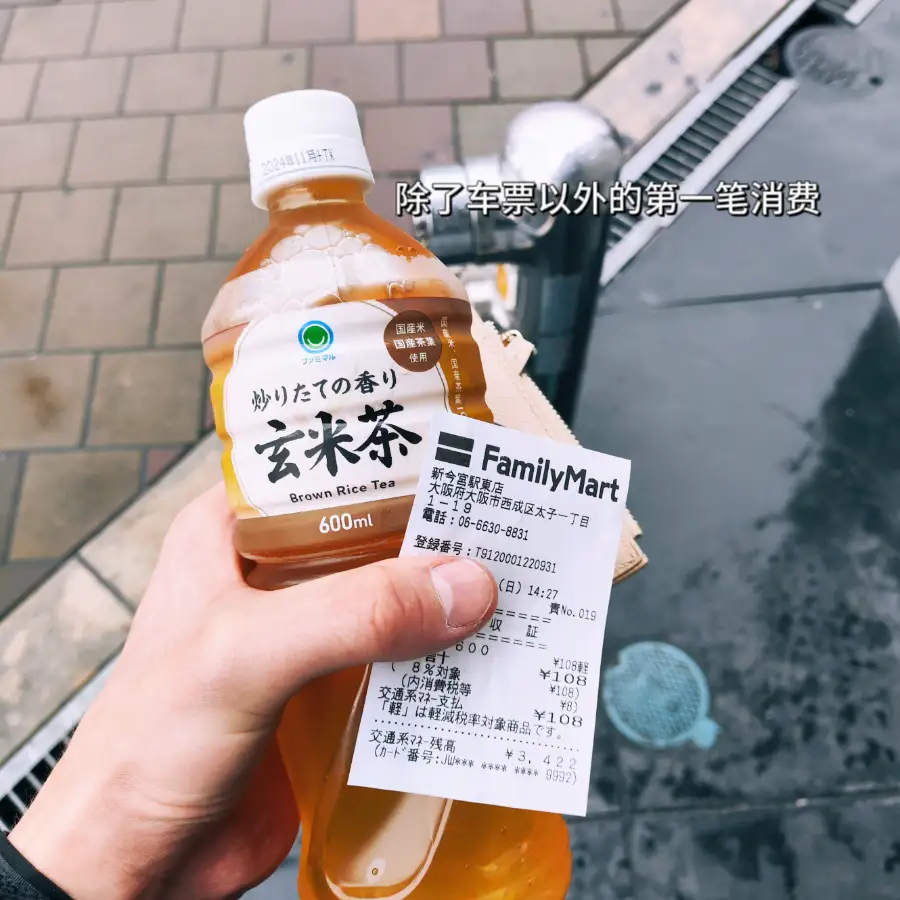 2024年11月
除了车票以外的第一笔消费
国産米
国産茶葉
使用
ファミマル
炒りたての香り
玄米茶
Brown Rice Tea
600ml
FamilyMart
新今宮駅東店
大阪府大阪市西成区太子一丁目
1-19
電話:06-6630-8831
登録番号:T9120001220931
(日) 14:27
責No.019
収 証
600 ¥108軽
¥108
( 8%対象 ¥108)
(内消費税等 ¥8)
交通系マネー支払 ¥108
「軽」は軽減税率対象商品です。
交通系マネー残高 ¥3,422
(カード番号:JW*** **** **** 9992)